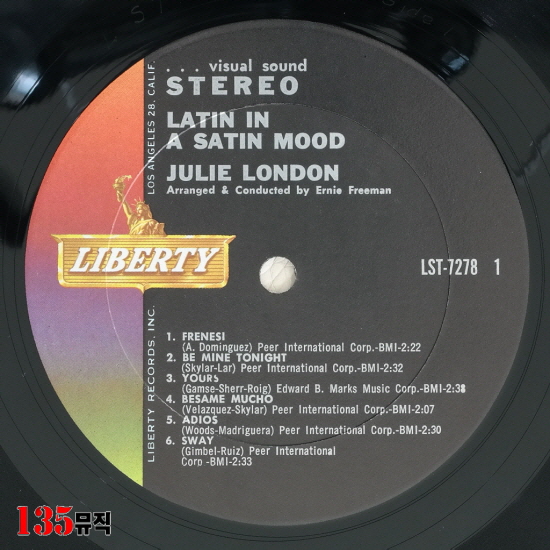 . . . visual sound
STEREO
LATIN IN
A SATIN MOOD
JULIE LONDON
Arranged & Conducted by Ernie Freeman
LOS ANGELES 28, CALIF.
LIBERTY
LIBERTY RECORDS, INC.
LST-7278 1
1. FRENESI
(A. Dominguez) Peer International Corp.-BMI-2:22
2. BE MINE TONIGHT
(Skylar-Lar) Peer International Corp.-BMI-2:32
3. YOURS
(Gamse-Sherr-Roig) Edward B. Marks Music Corp.-BMI-2:38
4. BESAME MUCHO
(Velazquez-Skylar) Peer International Corp.-BMI-2:07
5. ADIOS
(Woods-Madriguera) Peer International Corp.-BMI-2:30
6. SWAY
(Gimbel-Ruiz) Peer International
Corp -BMI-2:33
135뮤직